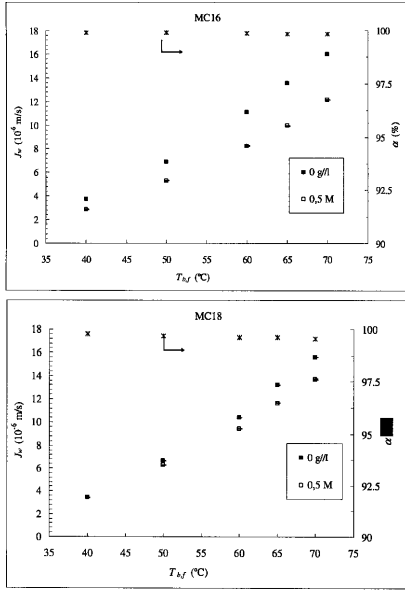 MC16
18
16
14
12
10
8
6
4
2
0
J_w (10^-6 m/s)
100
97.5
95
92.5
90
α (%)
0 g//l
0,5 M
35 40 45 50 55 60 65 70 75
T_b,f (ºC)
MC18
18
16
14
12
10
8
6
4
2
0
J_w (10^-6 m/s)
100
97.5
95
92.5
90
α
0 g//l
0,5 M
35 40 45 50 55 60 65 70 75
T_b,f (ºC)